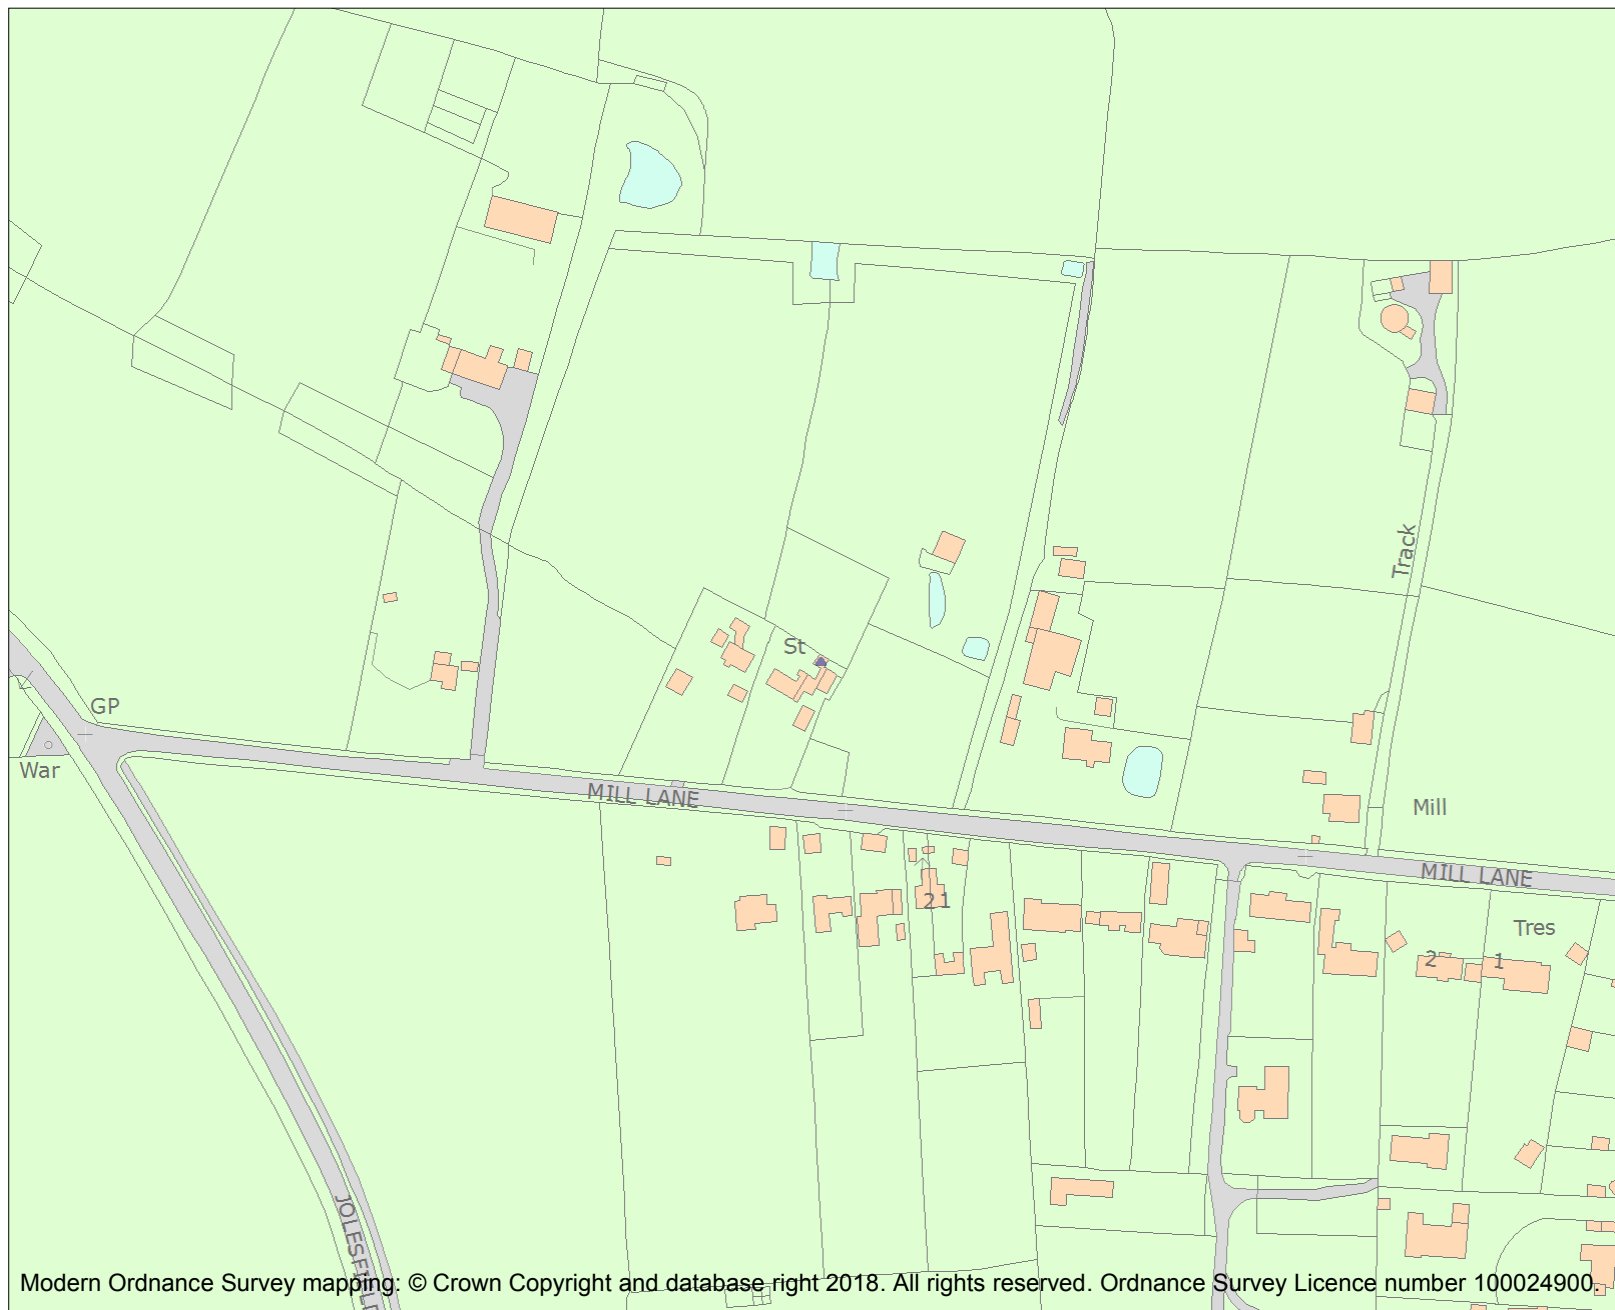 Track
St
GP
War
MILL LANE
Mill
MILL LANE
21
Tres
2
1
JOLESFIELD
Modern Ordnance Survey mapping: © Crown Copyright and database right 2018. All rights reserved. Ordnance Survey Licence number 100024900.